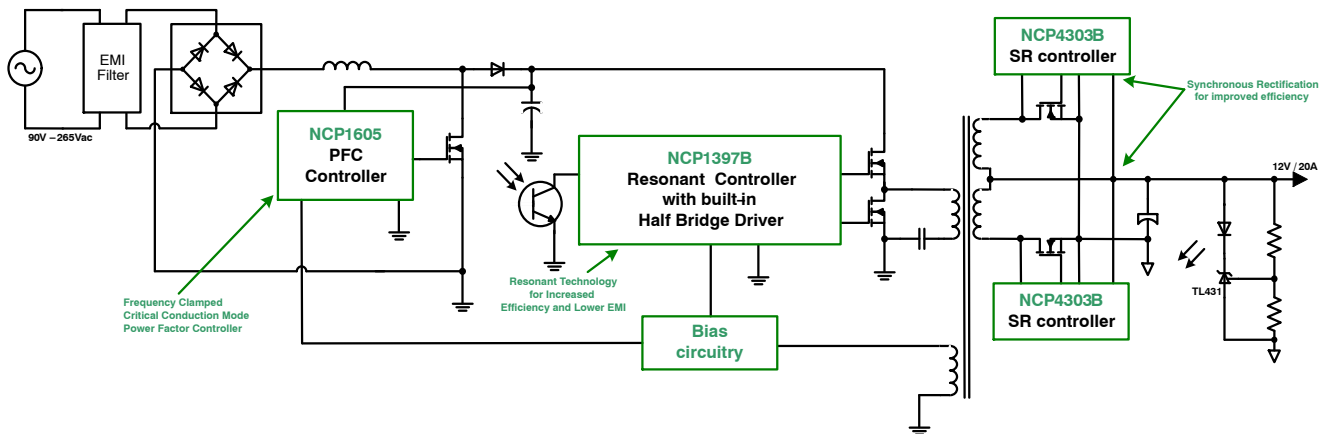 EMI
Filter
90V –265Vac
NCP1605
PFC
Controller
Frequency Clamped
Critical Conduction Mode
Power Factor Controller
NCP1397B
Resonant Controller
with built-in
Half Bridge Driver
Resonant Technology
for Increased
Efficiency and Lower EMI
Bias
circuitry
NCP4303B
SR controller
Synchronous Rectification
for improved efficiency
12V / 20A
TL431
NCP4303B
SR controller